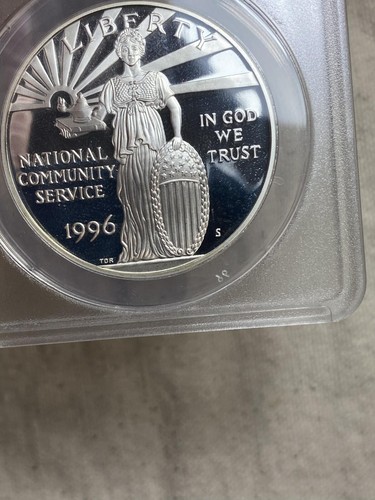 LIBERTY
IN GOD
WE
TRUST
NATIONAL
COMMUNITY
SERVICE
1996
S
TDR